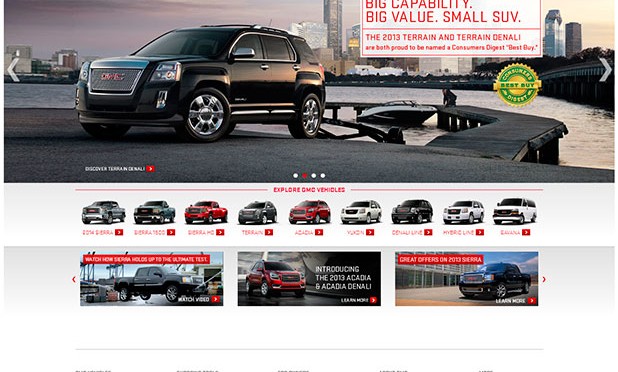 BIG CAPABILITY.
BIG VALUE. SMALL SUV.
THE 2013 TERRAIN AND TERRAIN DENALI
are both proud to be named a Consumers Digest "Best Buy."
CONSUMERS
BEST BUY
DIGEST
GMC
DISCOVER TERRAIN DENALI
EXPLORE GMC VEHICLES
2014 SIERRA
SIERRA 1500
SIERRA HD
TERRAIN
ACADIA
YUKON
DENALI LINE
HYBRID LINE
SAVANA
WATCH HOW SIERRA HOLDS UP TO THE ULTIMATE TEST.
WATCH VIDEO
INTRODUCING
THE 2013 ACADIA
& ACADIA DENALI
LEARN MORE
GREAT OFFERS ON 2013 SIERRA
LEARN MORE